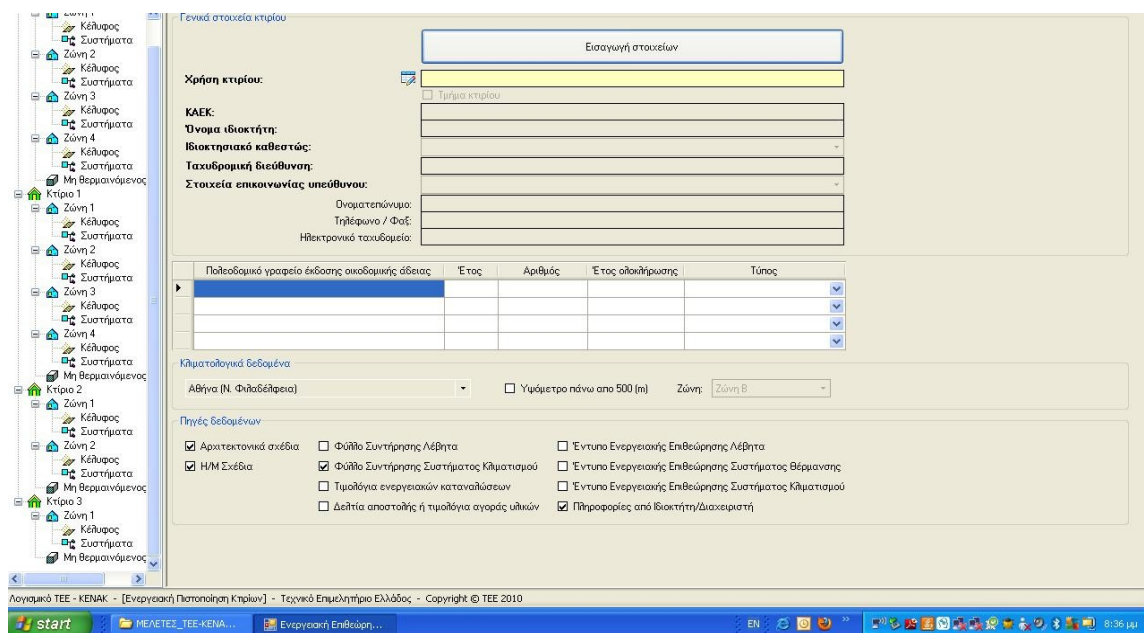 Ζώνη 1
Κέλυφος
Συστήματα
Ζώνη 2
Κέλυφος
Συστήματα
Ζώνη 3
Κέλυφος
Συστήματα
Ζώνη 4
Κέλυφος
Συστήματα
Μη θερμαινόμενος
Κτίριο 1
Ζώνη 1
Κέλυφος
Συστήματα
Ζώνη 2
Κέλυφος
Συστήματα
Ζώνη 3
Κέλυφος
Συστήματα
Ζώνη 4
Κέλυφος
Συστήματα
Μη θερμαινόμενος
Κτίριο 2
Ζώνη 1
Κέλυφος
Συστήματα
Ζώνη 2
Κέλυφος
Συστήματα
Μη θερμαινόμενος
Κτίριο 3
Ζώνη 1
Κέλυφος
Συστήματα
Μη θερμαινόμενος
Γενικά στοιχεία κτιρίου
Εισαγωγή στοιχείων
Χρήση κτιρίου:
Τμήμα κτιρίου
ΚΑΕΚ:
Όνομα ιδιοκτήτη:
Ιδιοκτησιακό καθεστώς:
Ταχυδρομική διεύθυνση:
Στοιχεία επικοινωνίας υπεύθυνου:
Ονοματεπώνυμο:
Τηλέφωνο / Φαξ:
Ηλεκτρονικό ταχυδομείο:
Πολεοδομικό γραφείο έκδοσης οικοδομικής άδειας Έτος Αριθμός Έτος ολοκλήρωσης Τύπος
Κλιματολογικά δεδομένα
Αθήνα (Ν. Φιλαδέλφεια) Υψόμετρο πάνω απο 500 (m) Ζώνη: Ζώνη Β
Πηγές δεδομένων
Αρχιτεκτονικά σχέδια Φύλλο Συντήρησης Λέβητα Έντυπο Ενεργειακής Επιθεώρησης Λέβητα
Η/Μ Σχέδια Φύλλο Συντήρησης Συστήματος Κλιματισμού Έντυπο Ενεργειακής Επιθεώρησης Συστήματος Θέρμανσης
Τιμολόγια ενεργειακών καταναλώσεων Έντυπο Ενεργειακής Επιθεώρησης Συστήματος Κλιματισμού
Δελτία αποστολής ή τιμολόγια αγοράς υλικών Πληροφορίες από Ιδιοκτήτη/Διαχειριστή
Λογισμικό ΤΕΕ - ΚΕΝΑΚ - [Ενεργειακή Πιστοποίηση Κτιρίων] - Τεχνικό Επιμελητήριο Ελλάδος - Copyright © ΤΕΕ 2010
start ΜΕΛΕΤΕΣ_ΤΕΕ-ΚΕΝΑ... Ενεργειακή Επιθεώρη... EN 8:36 μμ